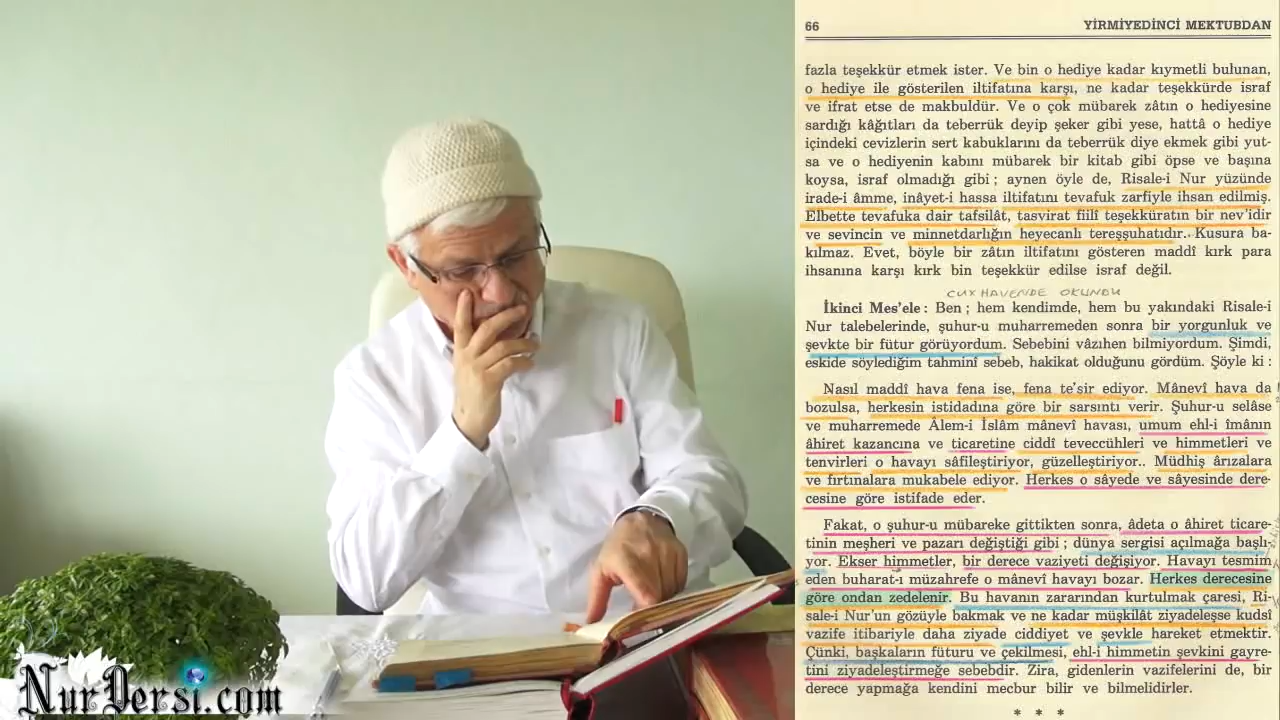 66 YİRMİYEDİNCİ MEKTUBDAN
fazla teşekkür etmek ister. Ve bin o hediye kadar kıymetli bulunan,
o hediye ile gösterilen iltifatına karşı, ne kadar teşekkürde israf
ve ifrat etse de makbuldür. Ve o çok mübarek zâtın o hediyesine
sardığı kâğıtları da teberrük deyip şeker gibi yese, hattâ o hediye
içindeki cevizlerin sert kabuklarını da teberrük diye ekmek gibi yut-
sa ve o hediyenin kabını mübarek bir kitab gibi öpse ve başına
koysa, israf olmadığı gibi; aynen öyle de, Risale-i Nur yüzünde
irade-i âmme, inâyet-i hassa iltifatını tevafuk zarfiyle ihsan edilmiş.
Elbette tevafuka dair tafsilât, tasvirat fiilî teşekküratın bir nev'idir
ve sevincin ve minnetdarlığın heyecanlı tereşşuhatıdır.. Kusura ba-
kılmaz. Evet, böyle bir zâtın iltifatını gösteren maddî kırk para
ihsanına karşı kırk bin teşekkür edilse israf değil.
CUXHAVENDE OKUNDU
İkinci Mes'ele: Ben; hem kendimde, hem bu yakındaki Risale-i
Nur talebelerinde, şuhur-u muharremeden sonra bir yorgunluk ve
şevkte bir fütur görüyordum. Sebebini vâzıhen bilmiyordum. Şimdi,
eskide söylediğim tahminî sebeb, hakikat olduğunu gördüm. Şöyle ki:
Nasıl maddî hava fena ise, fena te'sir ediyor. Mânevî hava da
bozulsa, herkesin istidadına göre bir sarsıntı verir. Şuhur-u selâse
ve muharremede Âlem-i İslâm mânevî havası, umum ehl-i îmânın
âhiret kazancına ve ticaretine ciddî teveccühleri ve himmetleri ve
tenvirleri o havayı sâfileştiriyor, güzelleştiriyor.. Müdhiş ârızalara
ve fırtınalara mukabele ediyor. Herkes o sâyede ve sâyesinde dere-
cesine göre istifade eder.
Fakat, o şuhur-u mübareke gittikten sonra, âdeta o âhiret ticare-
tinin meşheri ve pazarı değiştiği gibi; dünya sergisi açılmağa başlı-
yor. Ekser himmetler, bir derece vaziyeti değişiyor. Havayı tesmim
eden buharat-ı müzahrefe o mânevî havayı bozar. Herkes derecesine
göre ondan zedelenir. Bu havanın zararından kurtulmak çaresi, Ri-
sale-i Nur'un gözüyle bakmak ve ne kadar müşkilât ziyadeleşse kudsî
vazife itibariyle daha ziyade ciddiyet ve şevkle hareket etmektir.
Çünki, başkaların füturu ve çekilmesi, ehl-i himmetin şevkini gayre-
tini ziyadeleştirmeğe sebebdir. Zira, gidenlerin vazifelerini de, bir
derece yapmağa kendini mecbur bilir ve bilmelidirler.
* * *
NurDersi.com